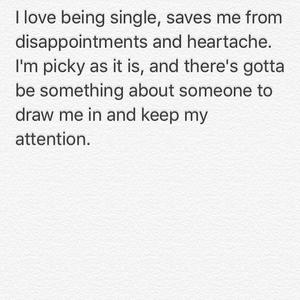 I love being single, saves me from
disappointments and heartache.
I'm picky as it is, and there's gotta
be something about someone to
draw me in and keep my
attention.